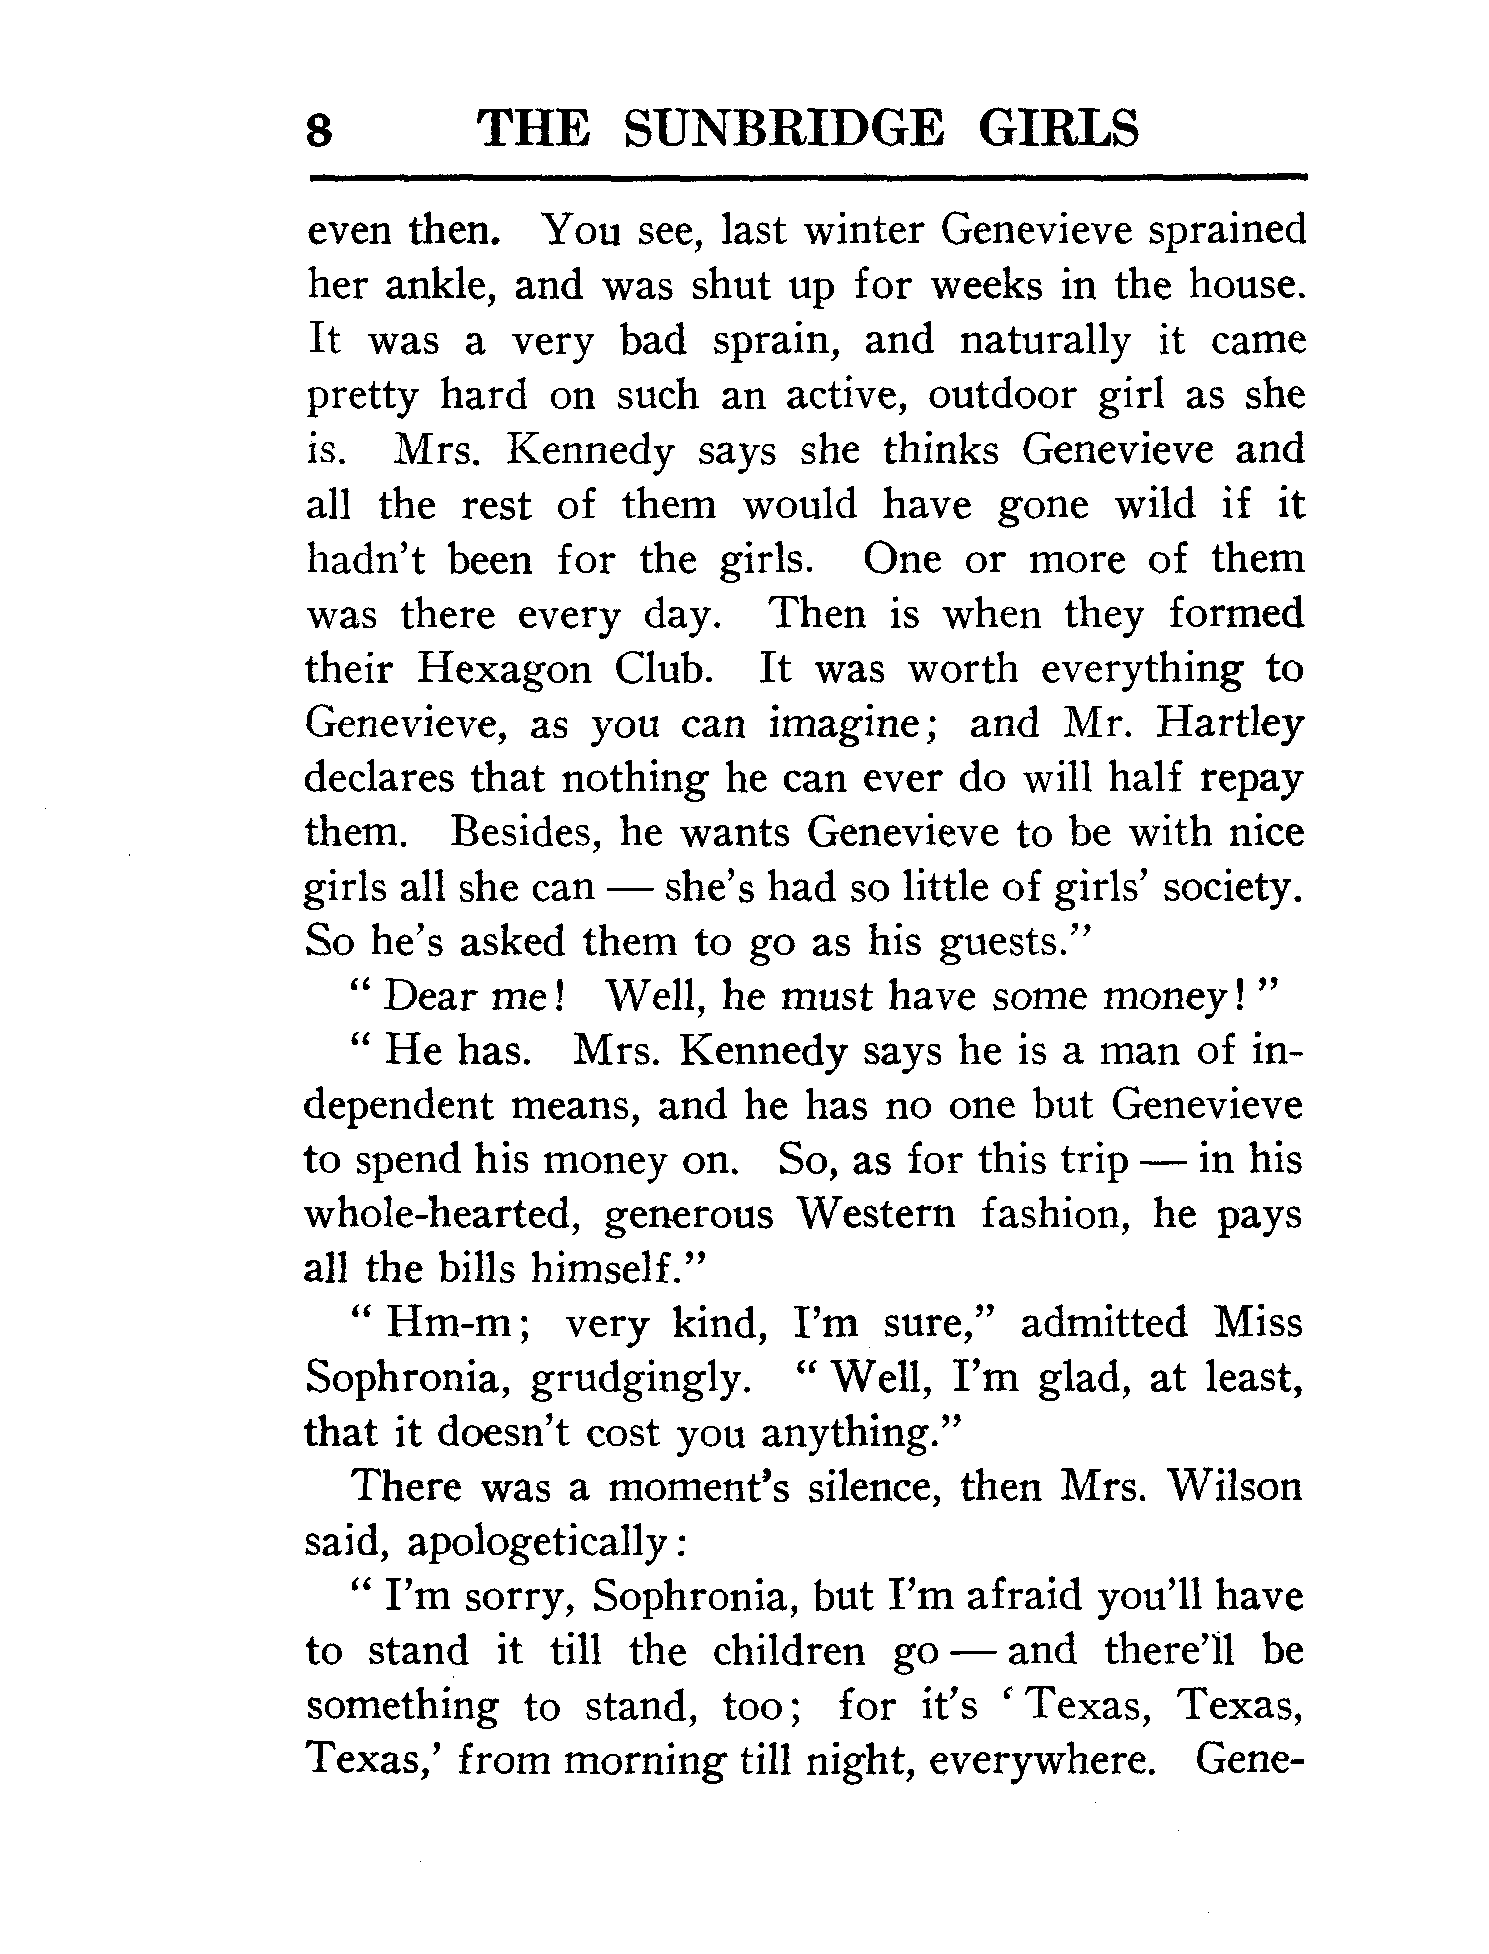 8 THE SUNBRIDGE GIRLS
even then. You see, last winter Genevieve sprained
her ankle, and was shut up for weeks in the house.
It was a very bad sprain, and naturally it came
pretty hard on such an active, outdoor girl as she
is. Mrs. Kennedy says she thinks Genevieve and
all the rest of them would have gone wild if it
hadn't been for the girls. One or more of them
was there every day. Then is when they formed
their Hexagon Club. It was worth everything to
Genevieve, as you can imagine; and Mr. Hartley
declares that nothing he can ever do will half repay
them. Besides, he wants Genevieve to be with nice
girls all she can — she's had so little of girls' society.
So he's asked them to go as his guests."
" Dear me! Well, he must have some money! "
" He has. Mrs. Kennedy says he is a man of in-
dependent means, and he has no one but Genevieve
to spend his money on. So, as for this trip — in his
whole-hearted, generous Western fashion, he pays
all the bills himself."
" Hm-m; very kind, I'm sure," admitted Miss
Sophronia, grudgingly. " Well, I'm glad, at least,
that it doesn't cost you anything."
There was a moment's silence, then Mrs. Wilson
said, apologetically:
" I'm sorry, Sophronia, but I'm afraid you'll have
to stand it till the children go — and there'll be
something to stand, too; for it's ' Texas, Texas,
Texas,' from morning till night, everywhere. Gene-